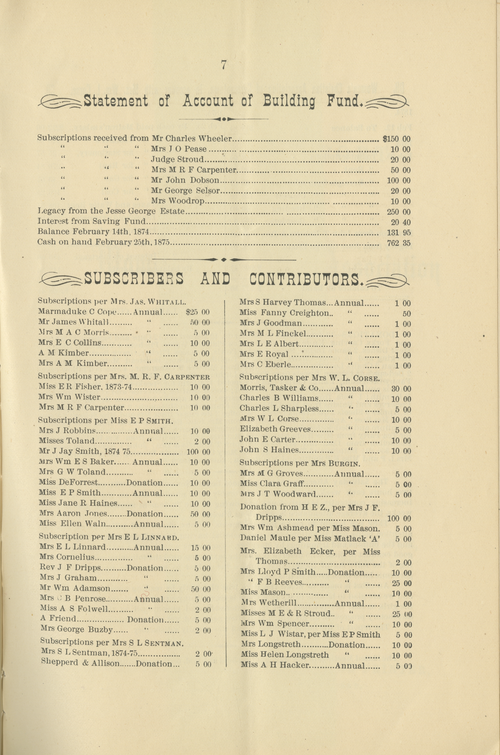 7
Statement of Account of Building Fund.
Subscriptions received from Mr Charles Wheeler........ $150 00
" " " Mrs J O Pease........ 10 00
" " " Judge Stroud........ 20 00
" " " Mrs M R F Carpenter........ 50 00
" " " Mr John Dobson........ 100 00
" " " Mr George Selsor........ 20 00
" " " Mrs Woodrop........ 10 00
Legacy from the Jesse George Estate........ 250 00
Interest from Saving Fund........ 20 40
Balance February 14th, 1874........ 131 95
Cash on hand February 25th, 1875........ 762 35
SUBSCRIBERS AND CONTRIBUTORS.
Subscriptions per Mrs. Jas. Whitall.
Marmaduke C Cope......Annual...... $25 00
Mr James Whitall........ " ...... 50 00
Mrs M A C Morris........ " ...... 5 00
Mrs E C Collins.......... " ...... 10 00
A M Kimber............ " ...... 5 00
Mrs A M Kimber........ " ...... 5 00
Subscriptions per Mrs. M. R. F. Carpenter
Miss E R Fisher, 1873-74................ 10 00
Mrs Wm Wister................ 10 00
Mrs M R F Carpenter................ 10 00
Subscriptions per Miss E P Smith.
Mrs J Robbins............Annual...... 10 00
Misses Toland............ " ...... 2 00
Mr J Jay Smith, 1874 75................ 100 00
Mrs Wm E S Baker......Annual...... 10 00
Mrs G W Toland.......... " ...... 5 00
Miss DeForrest..........Donation...... 10 00
Miss E P Smith..........Annual...... 10 00
Miss Jane R Haines...... " ...... 10 00
Mrs Aaron Jones........Donation...... 50 00
Miss Ellen Wain..........Annual...... 5 00
Subscription per Mrs E L Linnard.
Mrs E L Linnard..........Annual...... 15 00
Mrs Cornelius............ " ...... 5 00
Rev J F Dripps..........Donation...... 5 00
Mrs J Graham............ " ...... 5 00
Mr Wm Adamson........ " ...... 50 00
Mrs B Penrose..........Annual...... 5 00
Miss A S Folwell.......... " ...... 2 00
A Friend................Donation...... 5 00
Mrs George Buzby...... " ...... 2 00
Subscriptions per Mrs S L Sentman.
Mrs S L Sentman, 1874-75................ 2 00
Shepperd & Allison......Donation... 5 00
Mrs S Harvey Thomas...Annual...... 1 00
Miss Fanny Creighton.. " ...... 50
Mrs J Goodman.......... " ...... 1 00
Mrs M L Finckel.......... " ...... 1 00
Mrs L E Albert............ " ...... 1 00
Mrs E Royal.............. " ...... 1 00
Mrs C Eberle.............. " ...... 1 00
Subscriptions per Mrs W. L. Corse.
Morris, Tasker & Co......Annual...... 30 00
Charles B Williams...... " ...... 10 00
Charles L Sharpless...... " ...... 5 00
Mrs W L Corse.......... " ...... 10 00
Elizabeth Greeves........ " ...... 5 00
John E Carter............ " ...... 10 00
John S Haines............ " ...... 10 00
Subscriptions per Mrs Burgin.
Mrs M G Groves..........Annual...... 5 00
Miss Clara Graff.......... " ...... 5 00
Mrs J T Woodward...... " ...... 5 00
Donation from H E Z., per Mrs J F.
Dripps................ 100 00
Mrs Wm Ashmead per Miss Mason. 5 00
Daniel Maule per Miss Matlack 'A' 5 00
Mrs. Elizabeth Ecker, per Miss
Thomas................ 2 00
Mrs Lloyd P Smith.....Donation..... 10 00
" F B Reeves.......... " ...... 25 00
Miss Mason.............. " ...... 10 00
Mrs Wetherill............Annual...... 1 00
Misses M E & R Stroud.. " ...... 25 00
Mrs Wm Spencer........ " ...... 10 00
Miss L J Wistar, per Miss E P Smith 5 00
Mrs Longstreth..........Donation...... 10 00
Miss Helen Longstreth " ...... 10 00
Miss A H Hacker..........Annual...... 5 00